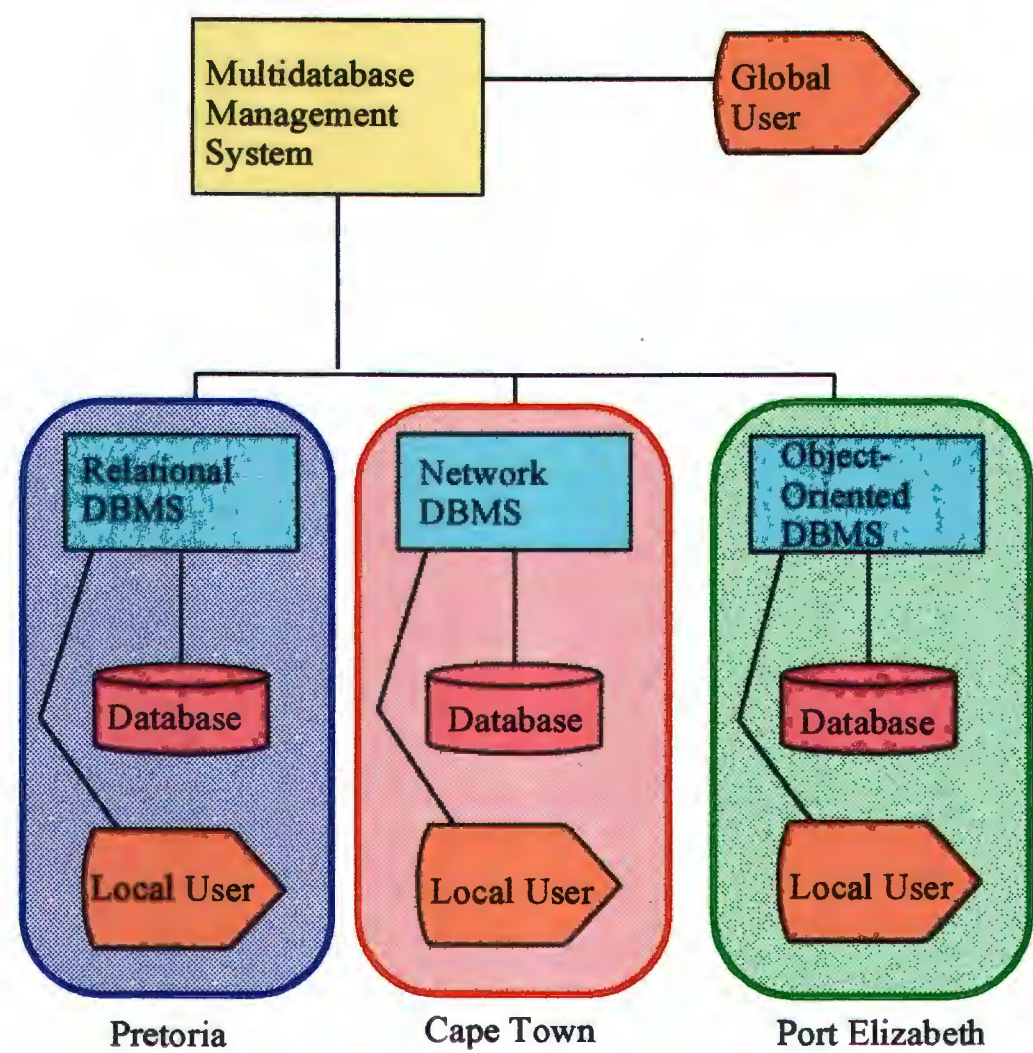 Multidatabase
Management
System
Global
User
Relational
DBMS
Network
DBMS
Object-
Oriented
DBMS
Database
Database
Database
Local User
Local User
Local User
Pretoria
Cape Town
Port Elizabeth